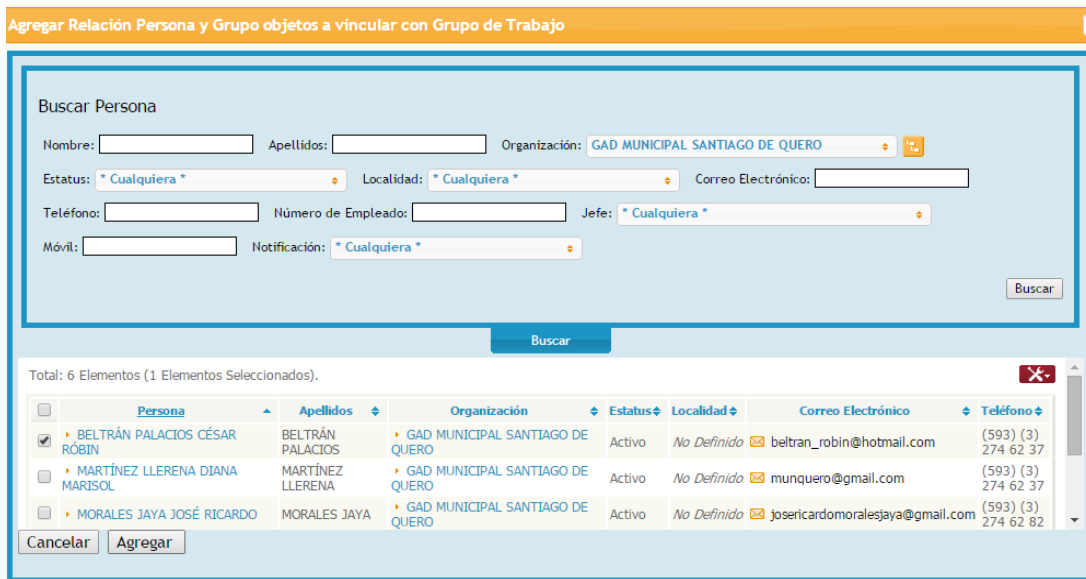 Agregar Relación Persona y Grupo objetos a vincular con Grupo de Trabajo
Buscar Persona
Nombre: Apellidos: Organización: GAD MUNICIPAL SANTIAGO DE QUERO
Estatus: * Cualquiera * Localidad: * Cualquiera * Correo Electrónico:
Teléfono: Número de Empleado: Jefe: * Cualquiera *
Móvil: Notificación: * Cualquiera *
Buscar
Buscar
Total: 6 Elementos (1 Elementos Seleccionados).
Persona Apellidos Organización Estatus Localidad Correo Electrónico Teléfono
BELTRÁN PALACIOS CÉSAR BELTRÁN GAD MUNICIPAL SANTIAGO DE Activo No Definido beltran_robin@hotmail.com (593) (3)
RÓBIN PALACIOS QUERO 274 62 37
MARTÍNEZ LLERENA DIANA MARTÍNEZ GAD MUNICIPAL SANTIAGO DE Activo No Definido munquero@gmail.com (593) (3)
MARISOL LLERENA QUERO 274 62 37
MORALES JAYA JOSÉ RICARDO MORALES JAYA GAD MUNICIPAL SANTIAGO DE Activo No Definido josericardomoralesjaya@gmail.com (593) (3)
QUERO 274 62 82
Cancelar Agregar